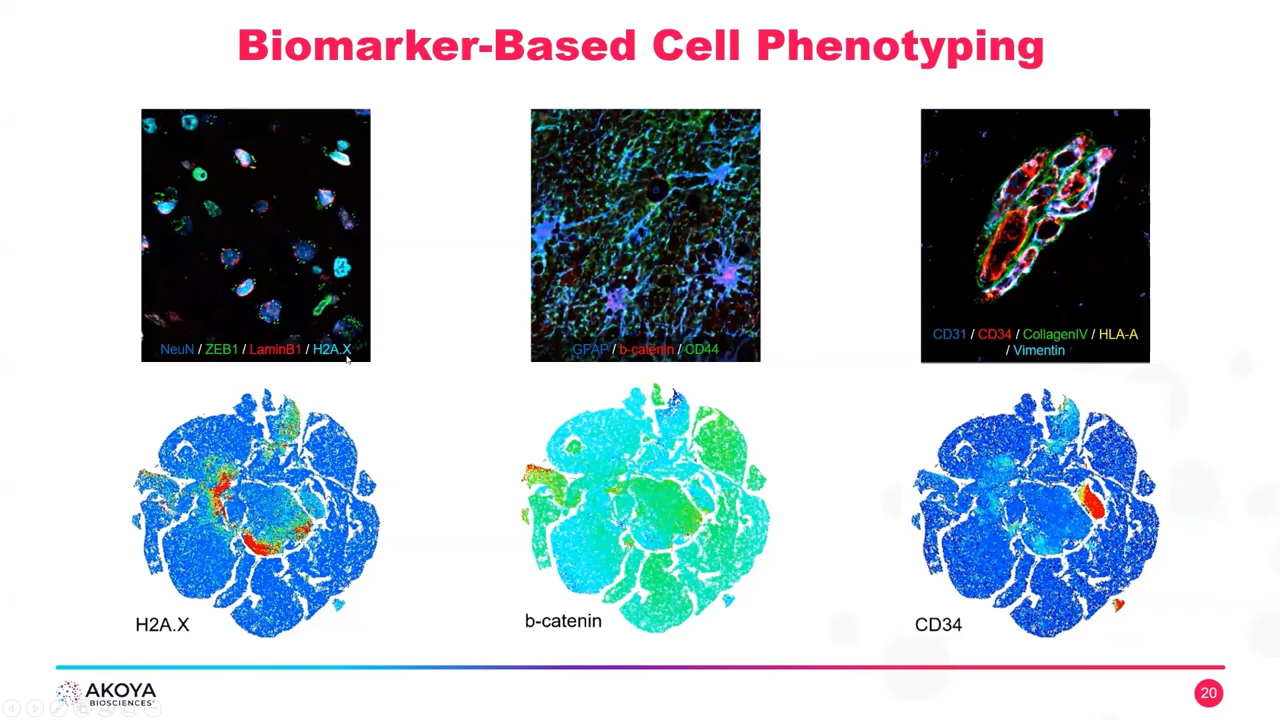 Biomarker-Based Cell Phenotyping
NeuN / ZEB1 / LaminB1 / H2A.X
GFAP / b-catenin / CD44
CD31 / CD34 / CollagenIV / HLA-A
/ Vimentin
H2A.X
b-catenin
CD34
AKOYA
BIOSCIENCES
20